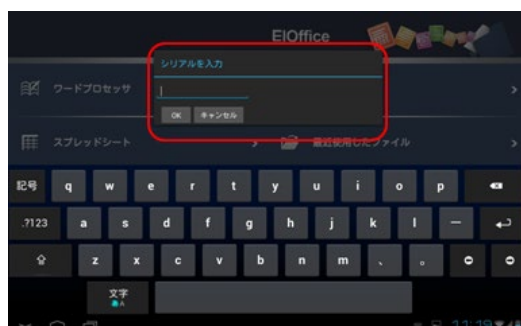 EIOffice
シリアルを入力
ワードプロセッサ
OK キャンセル
スプレッドシート
最近使用したファイル
記号 q w e r t y u i o p
.?123 a s d f g h j k l ー
z x c v b n m 、 。
文字
あA
11:19